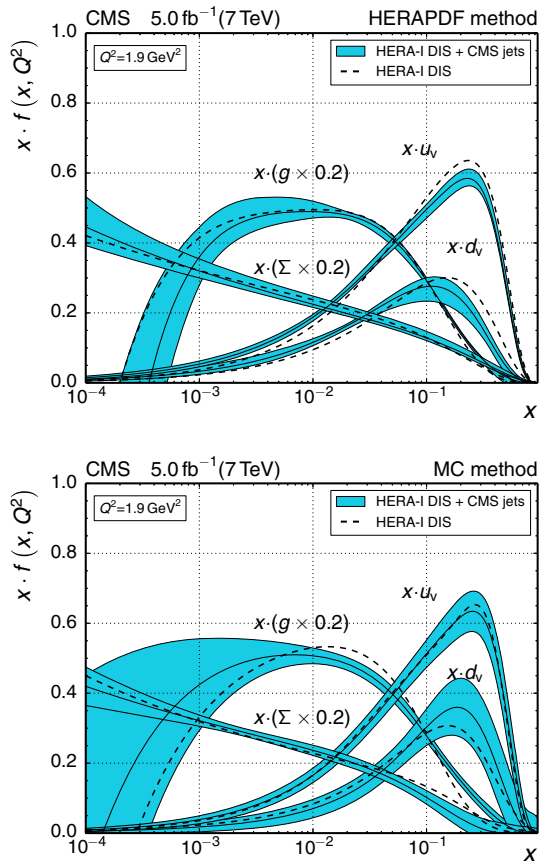 CMS 5.0 fb⁻¹(7 TeV) HERAPDF method
1.0
Q²=1.9 GeV²
HERA-I DIS + CMS jets
HERA-I DIS
0.8
x · f (x, Q²)
0.6
x·(g × 0.2)
x·u_v
0.4
x·(Σ × 0.2)
x·d_v
0.2
0.0
10⁻⁴ 10⁻³ 10⁻² 10⁻¹ x
CMS 5.0 fb⁻¹(7 TeV) MC method
1.0
Q²=1.9 GeV²
HERA-I DIS + CMS jets
HERA-I DIS
0.8
x · f (x, Q²)
0.6
x·(g × 0.2)
x·u_v
0.4
x·d_v
x·(Σ × 0.2)
0.2
0.0
10⁻⁴ 10⁻³ 10⁻² 10⁻¹ x